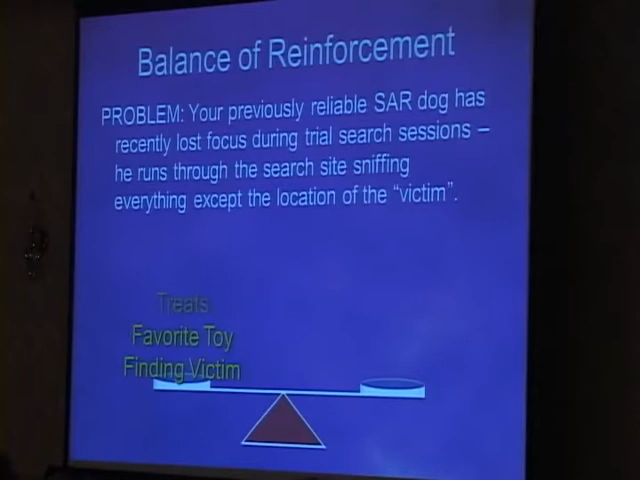 Balance of Reinforcement
PROBLEM: Your previously reliable SAR dog has
recently lost focus during trial search sessions –
he runs through the search site sniffing
everything except the location of the “victim”.
Treats
Favorite Toy
Finding Victim